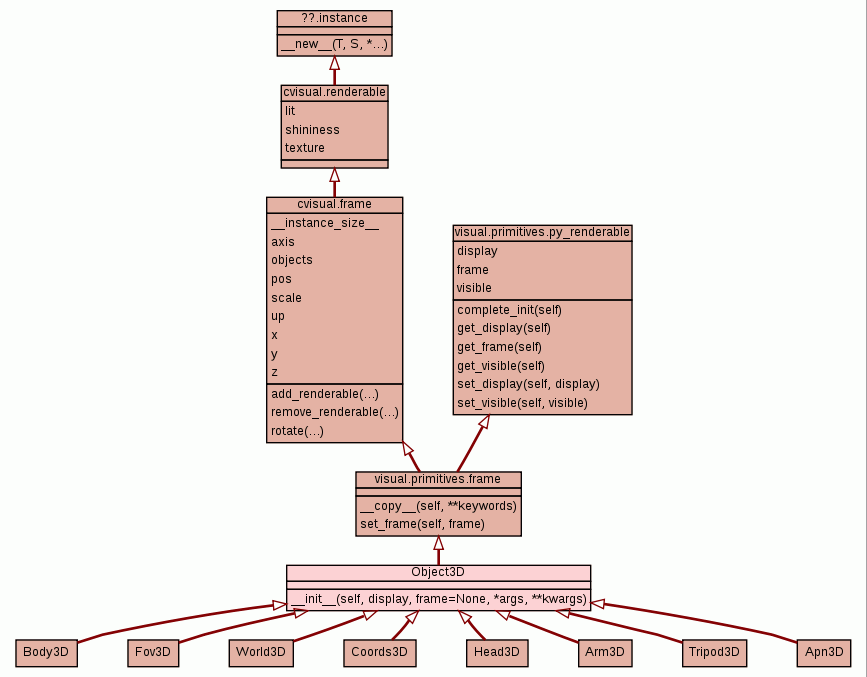 ??.instance
__new__(T, S, *...)
cvisual.renderable
lit
shininess
texture
cvisual.frame
__instance_size__
axis
objects
pos
scale
up
x
y
z
add_renderable(...)
remove_renderable(...)
rotate(...)
visual.primitives.py_renderable
display
frame
visible
complete_init(self)
get_display(self)
get_frame(self)
get_visible(self)
set_display(self, display)
set_visible(self, visible)
visual.primitives.frame
__copy__(self, **keywords)
set_frame(self, frame)
Object3D
__init__(self, display, frame=None, *args, **kwargs)
Body3D
Fov3D
World3D
Coords3D
Head3D
Arm3D
Tripod3D
Apn3D